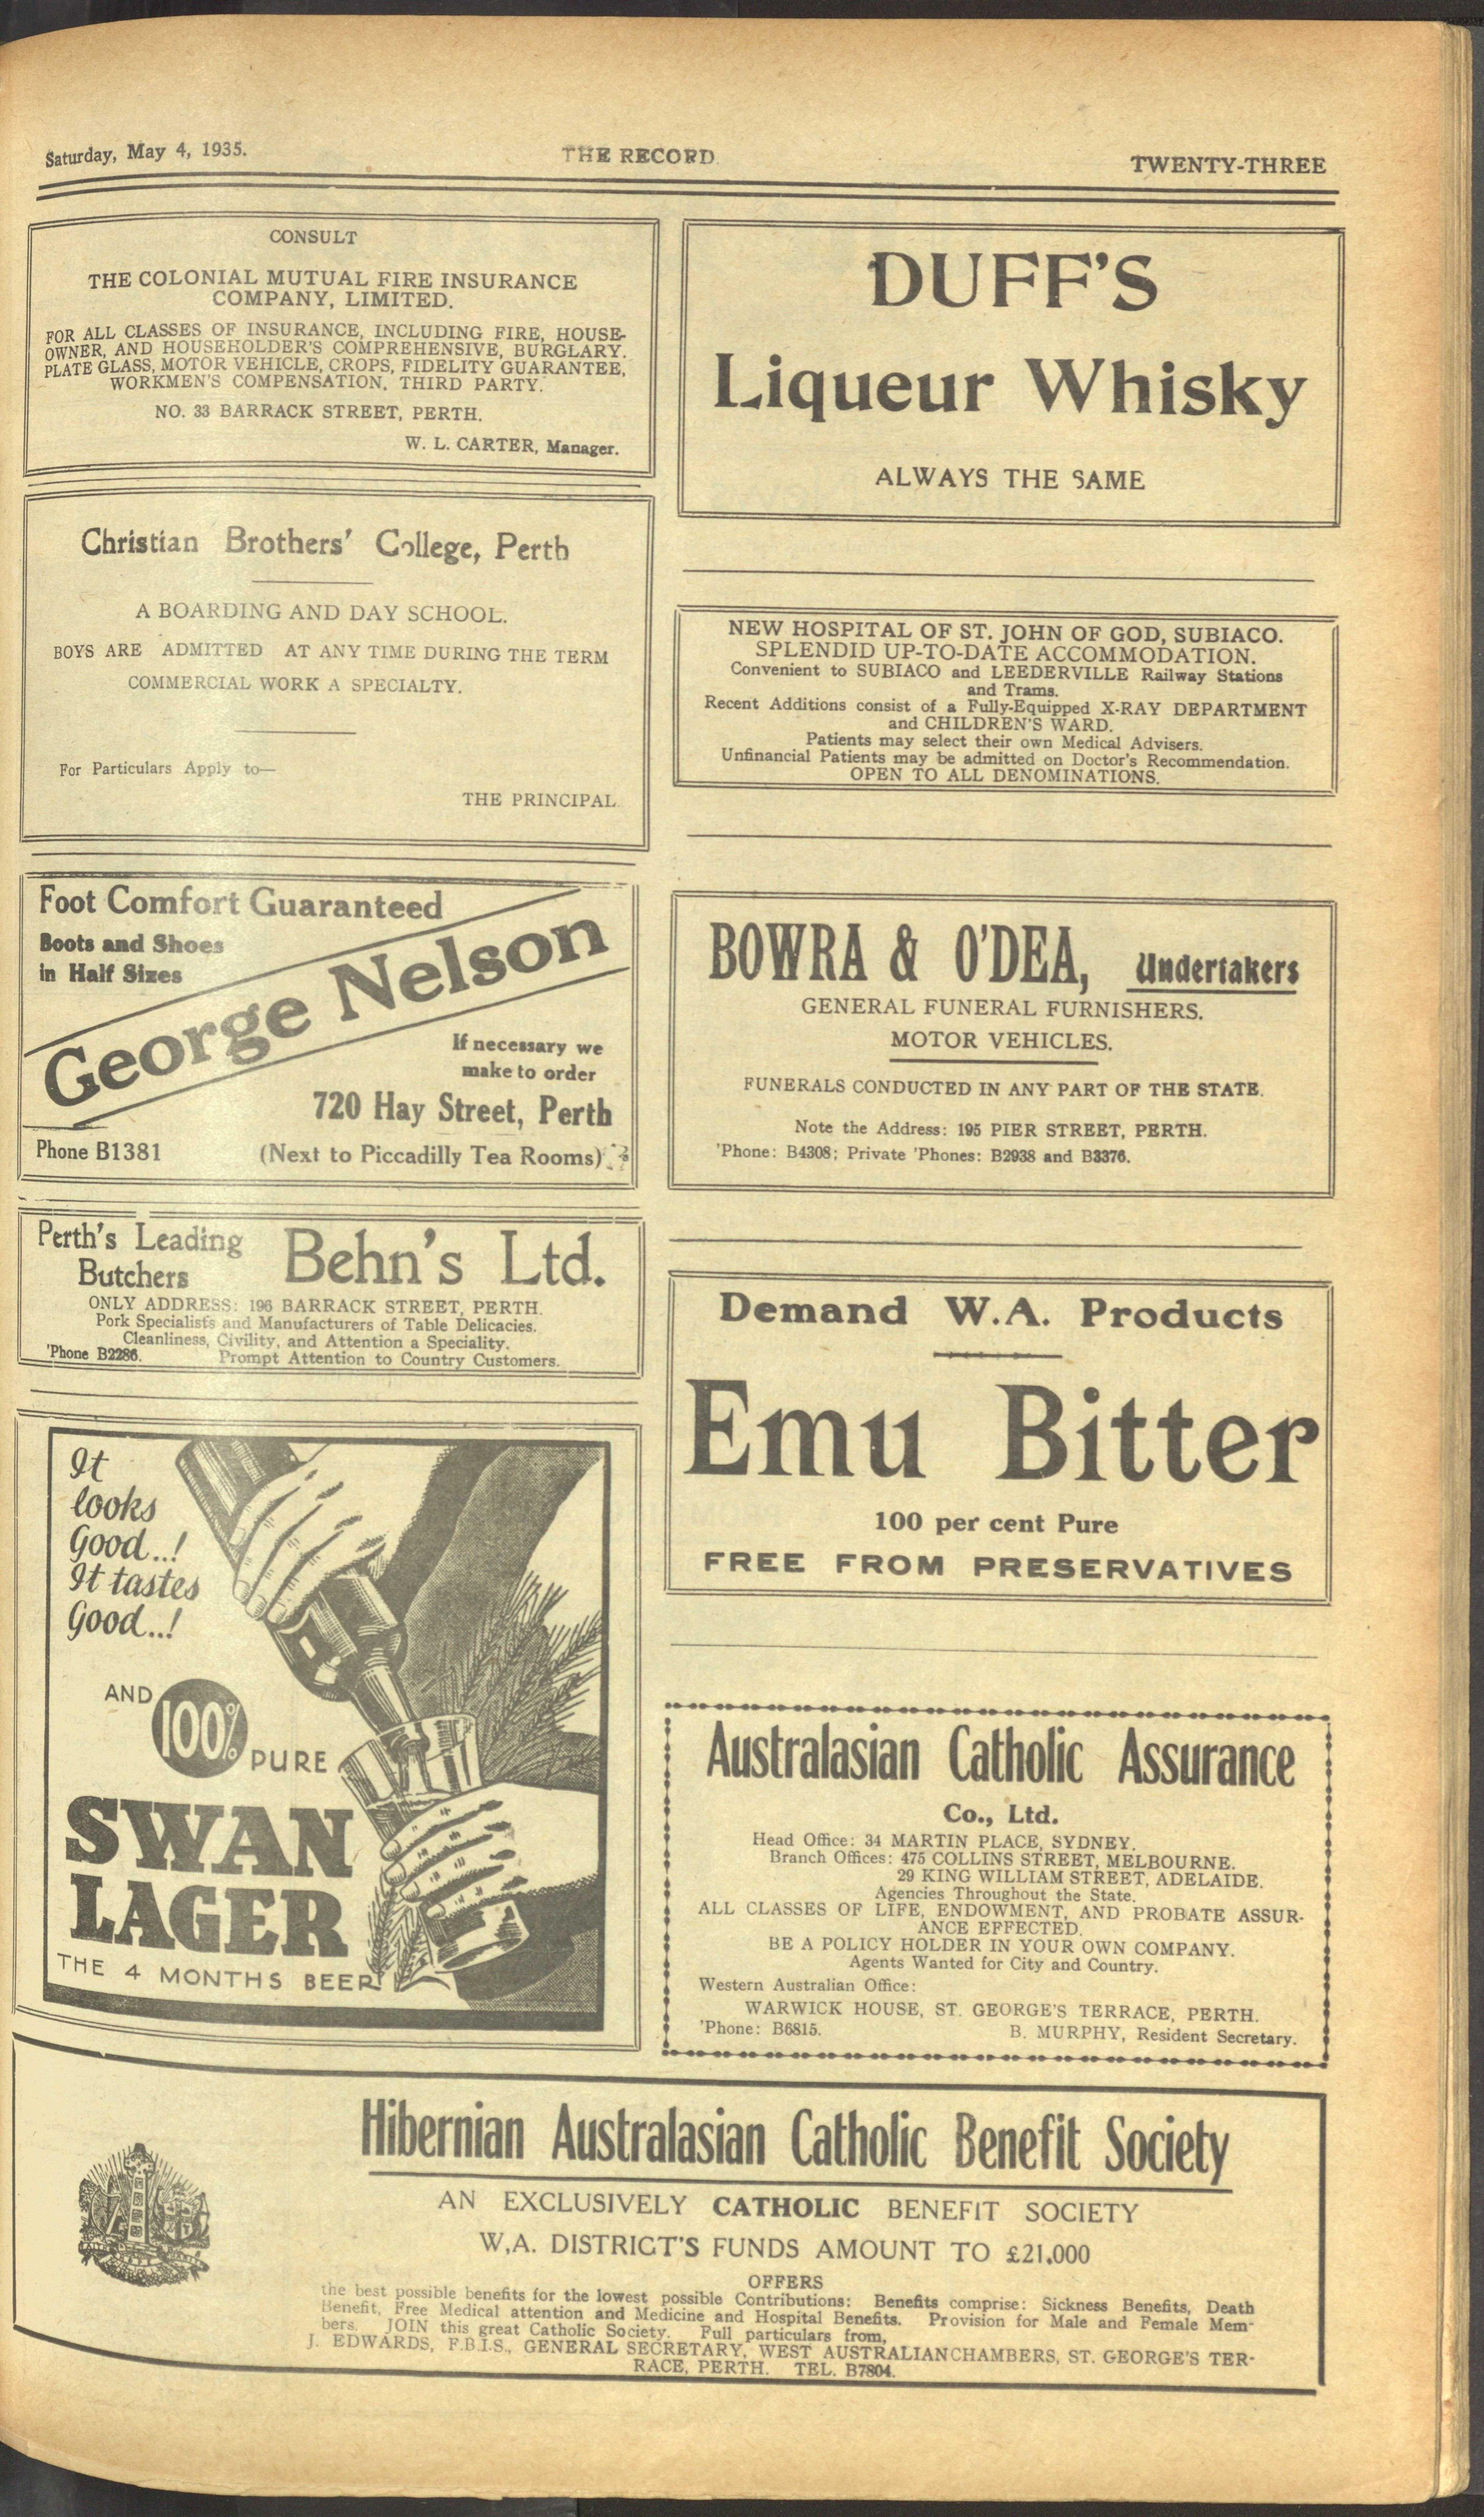 Saturday, May 4, 1935.
THE RECORD
TWENTY-THREE
CONSULT
THE COLONIAL MUTUAL FIRE INSURANCE
COMPANY, LIMITED.
FOR ALL CLASSES OF INSURANCE, INCLUDING FIRE, HOUSE-
OWNER, AND HOUSEHOLDER'S COMPREHENSIVE, BURGLARY.
PLATE GLASS, MOTOR VEHICLE, CROPS, FIDELITY GUARANTEE,
WORKMEN'S COMPENSATION, THIRD PARTY.
NO. 33 BARRACK STREET, PERTH.
W. L. CARTER, Manager.
Christian Brothers' College, Perth
A BOARDING AND DAY SCHOOL.
BOYS ARE ADMITTED AT ANY TIME DURING THE TERM
COMMERCIAL WORK A SPECIALTY.
For Particulars Apply to—
THE PRINCIPAL
Foot Comfort Guaranteed
Boots and Shoes
in Half Sizes
George Nelson
If necessary we
make to order
720 Hay Street, Perth
Phone B1381 (Next to Piccadilly Tea Rooms)
Perth's Leading
Butchers
Behn's Ltd.
ONLY ADDRESS: 196 BARRACK STREET, PERTH.
Pork Specialists and Manufacturers of Table Delicacies.
Cleanliness, Civility, and Attention a Speciality.
'Phone B2286. Prompt Attention to Country Customers.
It
looks
Good...!
It tastes
Good...!
AND
100%
PURE
SWAN
LAGER
THE 4 MONTHS BEER
DUFF'S
Liqueur Whisky
ALWAYS THE SAME
NEW HOSPITAL OF ST. JOHN OF GOD, SUBIACO.
SPLENDID UP-TO-DATE ACCOMMODATION.
Convenient to SUBIACO and LEEDERVILLE Railway Stations
and Trams.
Recent Additions consist of a Fully-Equipped X-RAY DEPARTMENT
and CHILDREN'S WARD.
Patients may select their own Medical Advisers.
Unfinancial Patients may be admitted on Doctor's Recommendation.
OPEN TO ALL DENOMINATIONS.
BOWRA & O'DEA, Undertakers
GENERAL FUNERAL FURNISHERS.
MOTOR VEHICLES.
FUNERALS CONDUCTED IN ANY PART OF THE STATE.
Note the Address: 195 PIER STREET, PERTH.
'Phone: B4308; Private 'Phones: B2938 and B3376.
Demand W.A. Products
Emu Bitter
100 per cent Pure
FREE FROM PRESERVATIVES
Australasian Catholic Assurance
Co., Ltd.
Head Office: 34 MARTIN PLACE, SYDNEY.
Branch Offices: 475 COLLINS STREET, MELBOURNE.
29 KING WILLIAM STREET, ADELAIDE.
Agencies Throughout the State.
ALL CLASSES OF LIFE, ENDOWMENT, AND PROBATE ASSUR-
ANCE EFFECTED.
BE A POLICY HOLDER IN YOUR OWN COMPANY.
Agents Wanted for City and Country.
Western Australian Office:
WARWICK HOUSE, ST. GEORGE'S TERRACE, PERTH.
'Phone: B6815. B. MURPHY, Resident Secretary.
Hibernian Australasian Catholic Benefit Society
AN EXCLUSIVELY CATHOLIC BENEFIT SOCIETY
W.A. DISTRICT'S FUNDS AMOUNT TO £21,000
OFFERS
the best possible benefits for the lowest possible Contributions: Benefits comprise: Sickness Benefits, Death
Benefit, Free Medical attention and Medicine and Hospital Benefits. Provision for Male and Female Mem-
bers. JOIN this great Catholic Society. Full particulars from,
J. EDWARDS, F.B.I.S., GENERAL SECRETARY, WEST AUSTRALIAN CHAMBERS, ST. GEORGE'S TER-
RACE, PERTH. TEL. B7804.